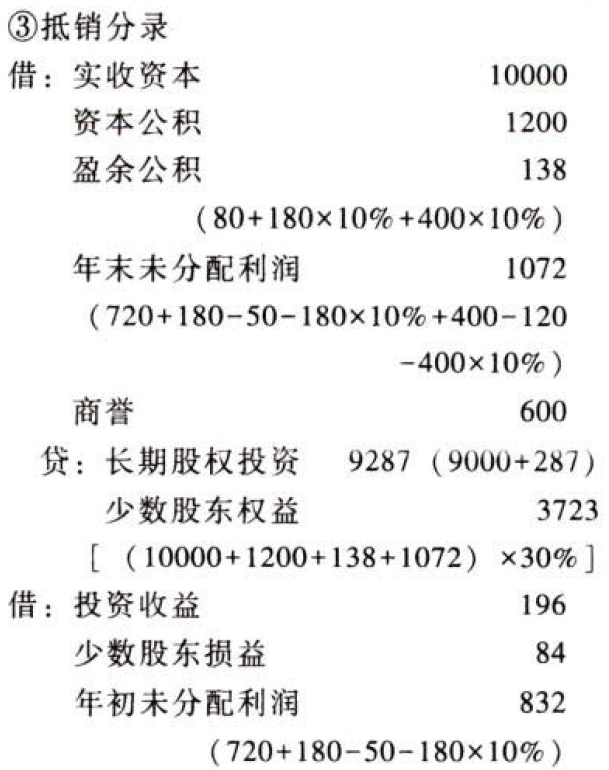 ③抵销分录
借：实收资本 10000
资本公积 1200
盈余公积 138
（80+180×10%+400×10%）
年末未分配利润 1072
（720+180-50-180×10%+400-120
-400×10%）
商誉 600
贷：长期股权投资 9287（9000+287）
少数股东权益 3723
[（10000+1200+138+1072）×30%]
借：投资收益 196
少数股东损益 84
年初未分配利润 832
（720+180-50-180×10%）